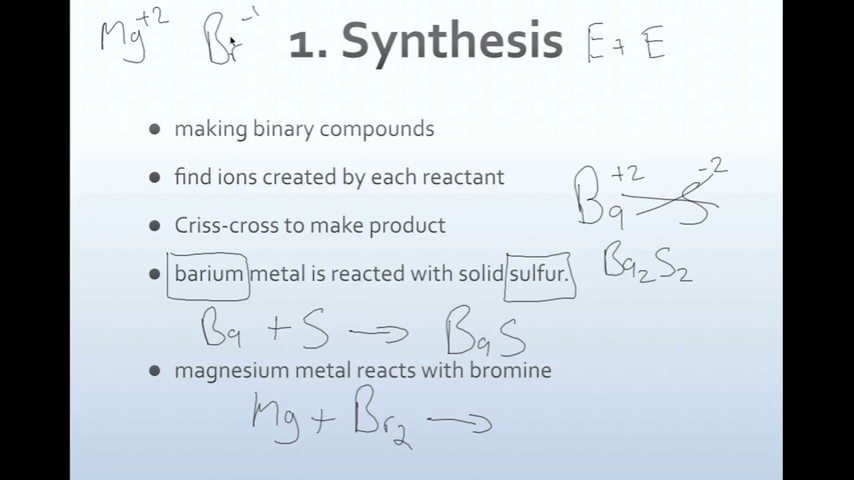 Mg+2 Br-1
1. Synthesis E + E
• making binary compounds
• find ions created by each reactant
Ba+2 S-2
• Criss-cross to make product
• barium metal is reacted with solid sulfur.
Ba2S2
Ba + S → BaS
• magnesium metal reacts with bromine
Mg + Br2 →